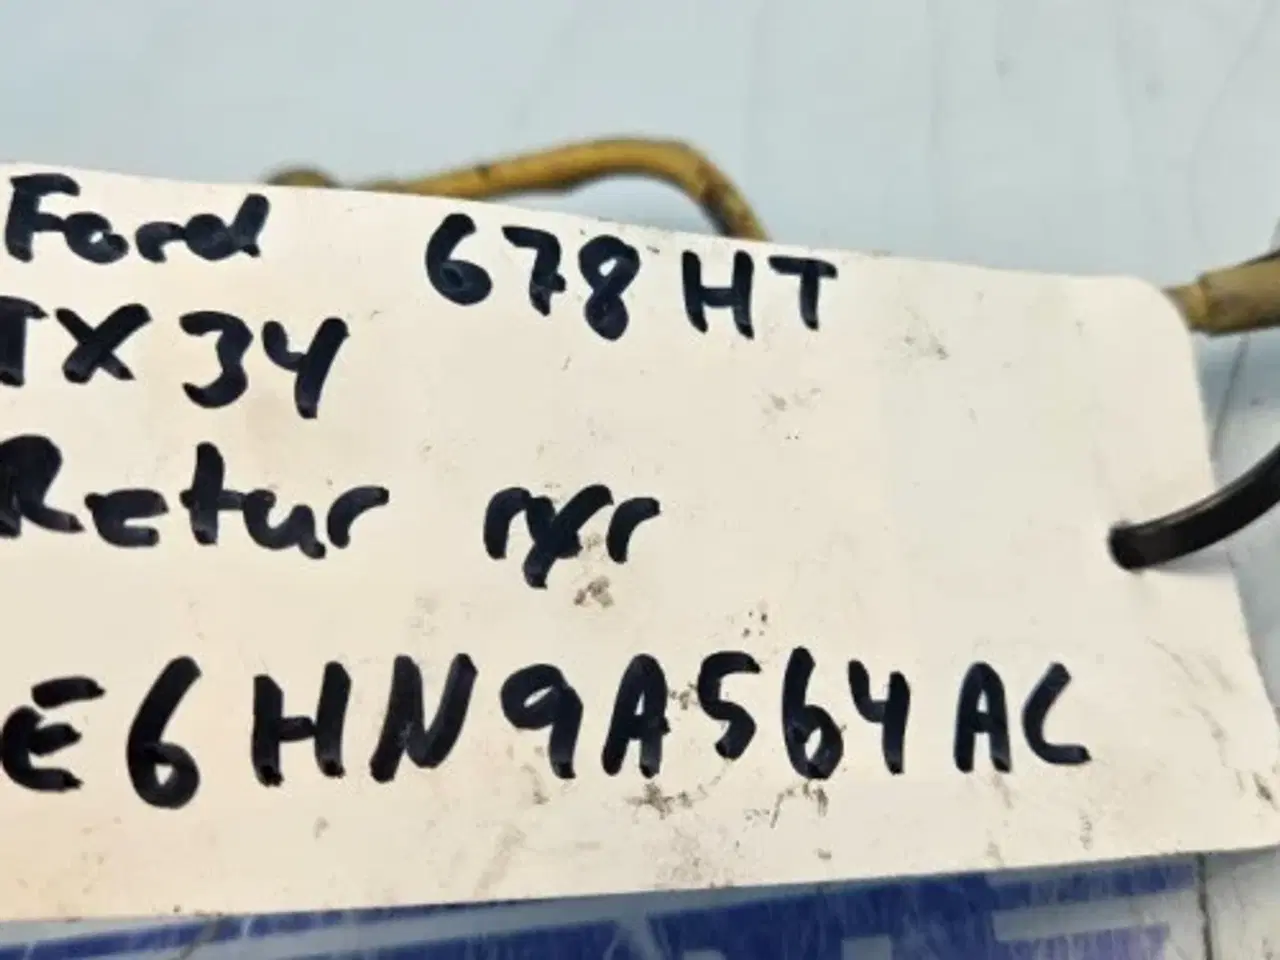 Ford 678HT
TX34
Retur rør
E6HN9A564AC